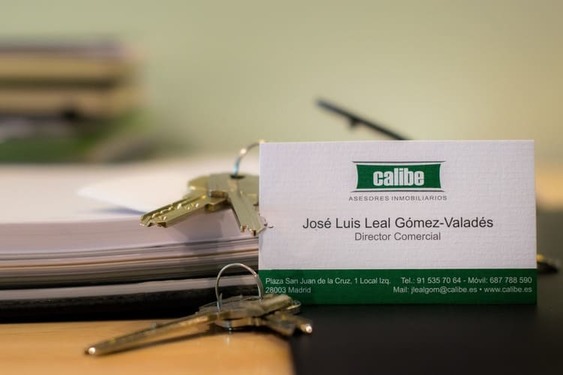 calibe
ASESORES INMOBILIARIOS
José Luis Leal Gómez-Valadés
Director Comercial
Plaza San Juan de la Cruz, 1 Local Izq. Tel.: 91 535 70 64 - Móvil: 687 788 590
28003 Madrid Mail: jlealgom@calibe.es • www.calibe.es